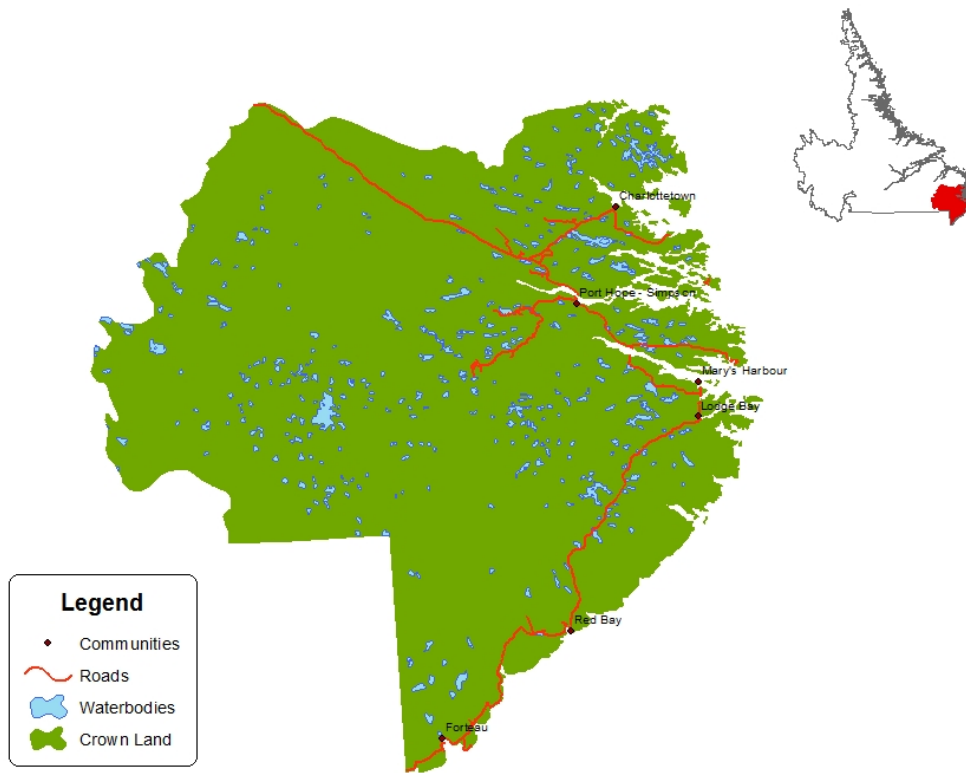 Charlottetown
Port Hope - Simpson
Mary's Harbour
Lodge Bay
Red Bay
Forteau
Legend
Communities
Roads
Waterbodies
Crown Land